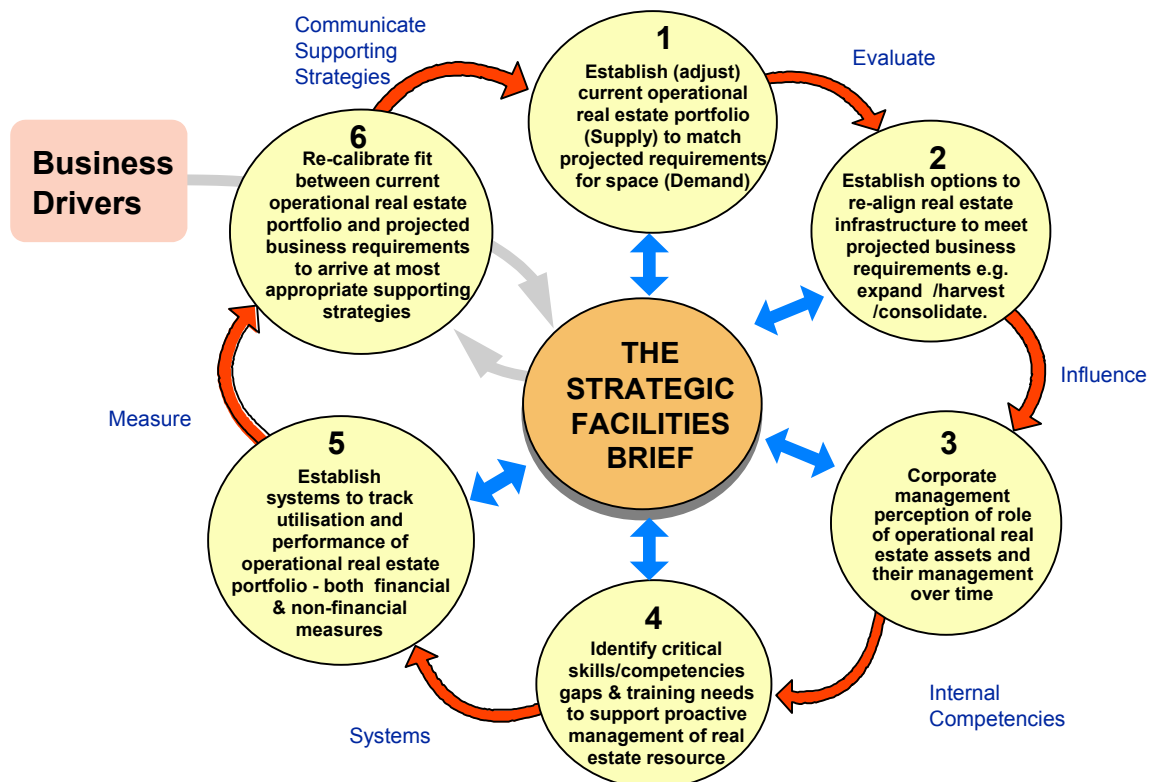 Communicate
Supporting
Strategies
1
Establish (adjust)
current operational
real estate portfolio
(Supply) to match
projected requirements
for space (Demand)
Evaluate
Business
Drivers
6
Re-calibrate fit
between current
operational real estate
portfolio and projected
business requirements
to arrive at most
appropriate supporting
strategies
2
Establish options to
re-align real estate
infrastructure to meet
projected business
requirements e.g.
expand /harvest
/consolidate.
THE
STRATEGIC
FACILITIES
BRIEF
Influence
Measure
3
Corporate
management
perception of role
of operational real
estate assets and
their management
over time
5
Establish
systems to track
utilisation and
performance of
operational real estate
portfolio - both financial
& non-financial
measures
4
Identify critical
skills/competencies
gaps & training needs
to support proactive
management of real
estate resource
Internal
Competencies
Systems